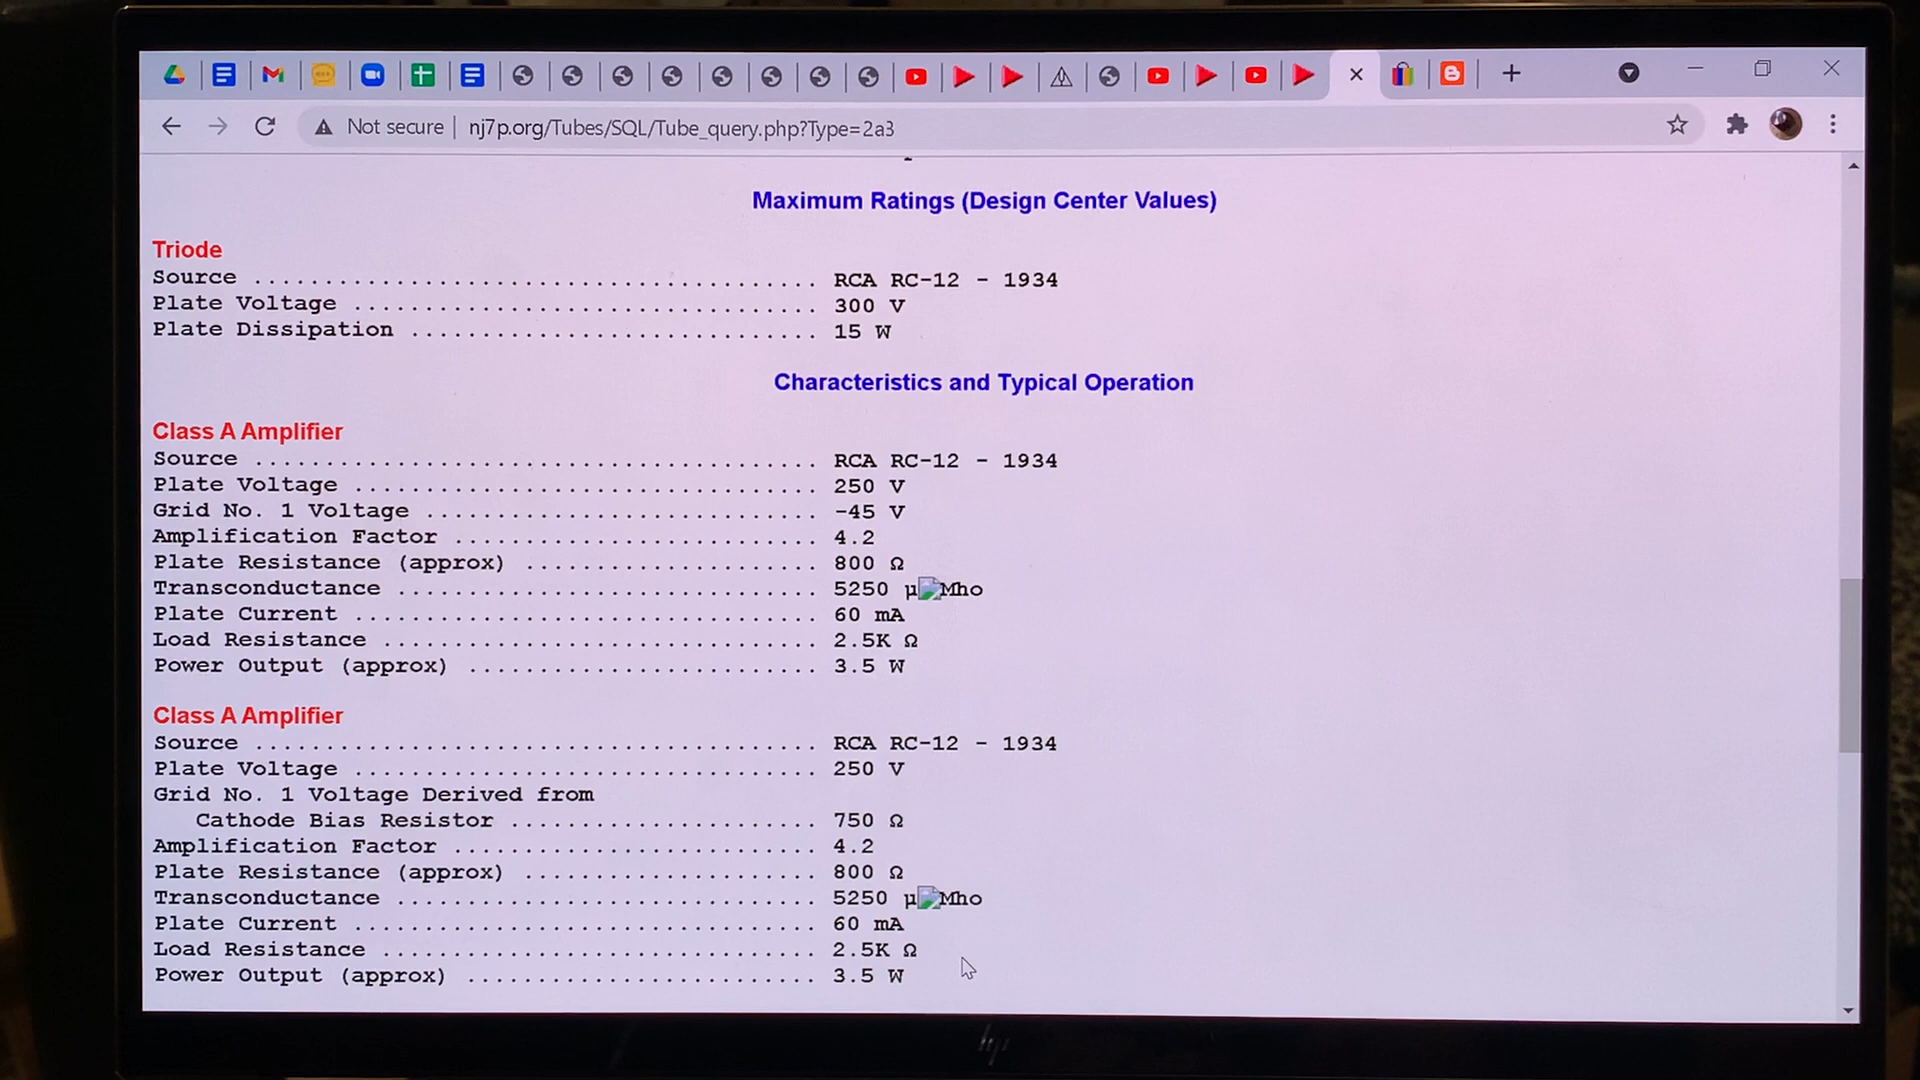 Not secure | nj7p.org/Tubes/SQL/Tube_query.php?Type=2a3
Maximum Ratings (Design Center Values)
Triode
Source ........................................ RCA RC-12 - 1934
Plate Voltage ................................. 300 V
Plate Dissipation ............................. 15 W
Characteristics and Typical Operation
Class A Amplifier
Source ........................................ RCA RC-12 - 1934
Plate Voltage ................................. 250 V
Grid No. 1 Voltage ............................ -45 V
Amplification Factor .......................... 4.2
Plate Resistance (approx) ..................... 800 Ω
Transconductance .............................. 5250 µMho
Plate Current ................................. 60 mA
Load Resistance ............................... 2.5K Ω
Power Output (approx) ......................... 3.5 W
Class A Amplifier
Source ........................................ RCA RC-12 - 1934
Plate Voltage ................................. 250 V
Grid No. 1 Voltage Derived from
Cathode Bias Resistor ...................... 750 Ω
Amplification Factor .......................... 4.2
Plate Resistance (approx) ..................... 800 Ω
Transconductance .............................. 5250 µMho
Plate Current ................................. 60 mA
Load Resistance ............................... 2.5K Ω
Power Output (approx) ......................... 3.5 W
hp